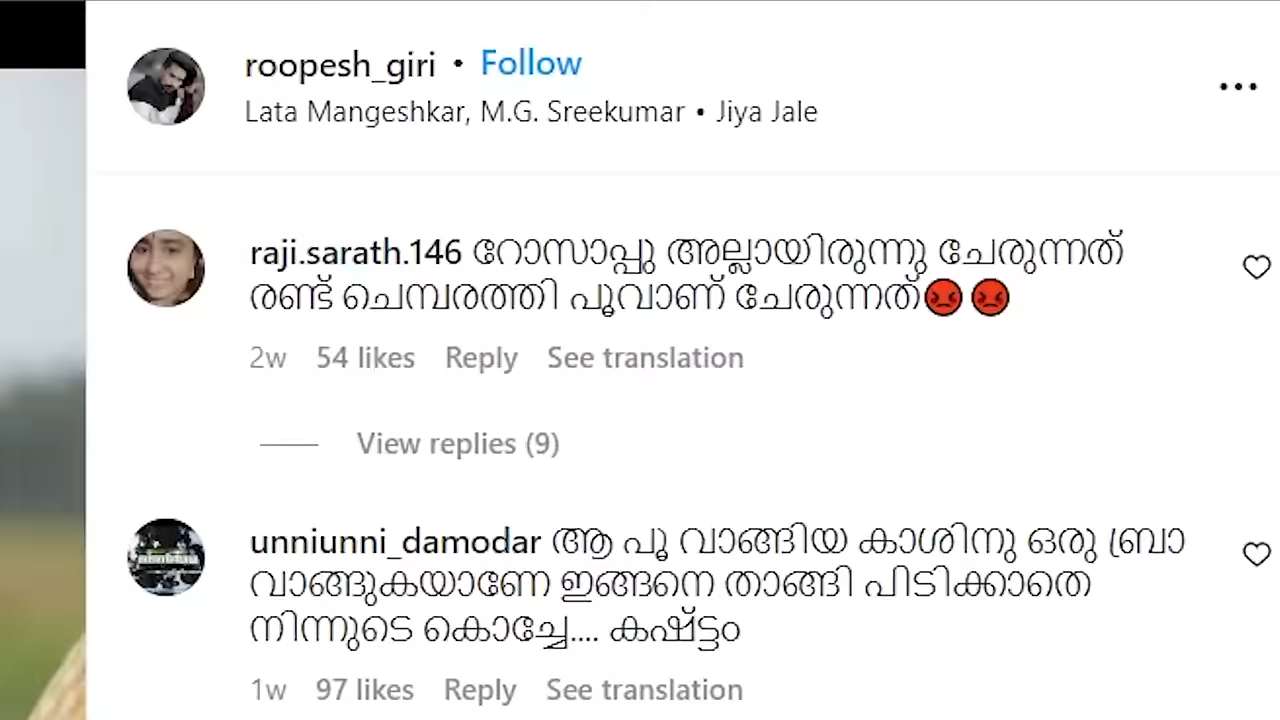 roopesh_giri • Follow
Lata Mangeshkar, M.G. Sreekumar • Jiya Jale
raji.sarath.146 റോസാപ്പു അല്ലായിരുന്നു ചേരുന്നത്
രണ്ട് ചെമ്പരത്തി പൂവാണ് ചേരുന്നത്😡😡
2w 54 likes Reply See translation
View replies (9)
unniunni_damodar ആ പൂ വാങ്ങിയ കാശിനു ഒരു ബ്രാ
വാങ്ങുകയാണേ ഇങ്ങനെ താങ്ങി പിടിക്കാതെ
നിന്നുടെ കൊച്ചേ.... കഷ്ട്ടം
1w 97 likes Reply See translation